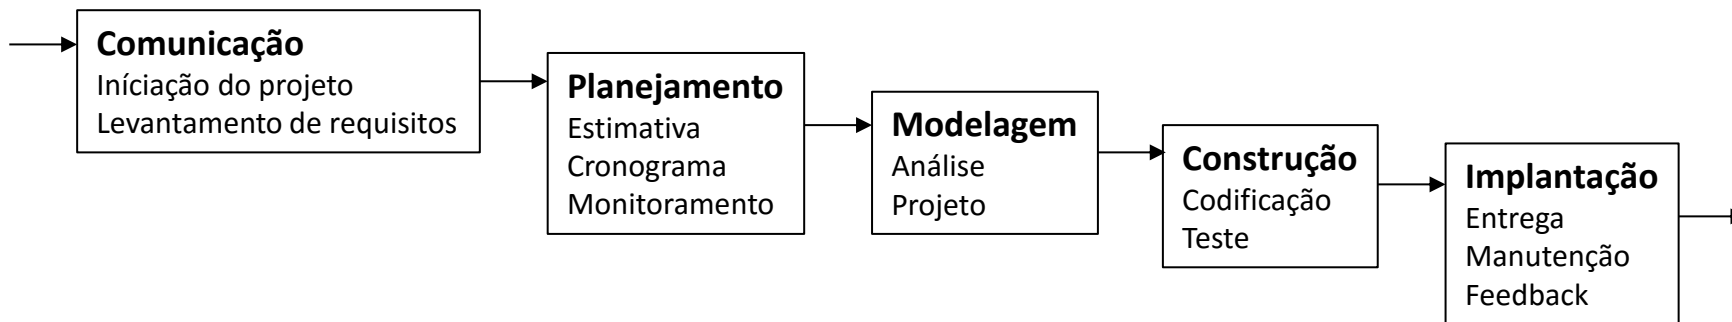 Comunicação
Iníciação do projeto
Levantamento de requisitos
Planejamento
Estimativa
Cronograma
Monitoramento
Modelagem
Análise
Projeto
Construção
Codificação
Teste
Implantação
Entrega
Manutenção
Feedback